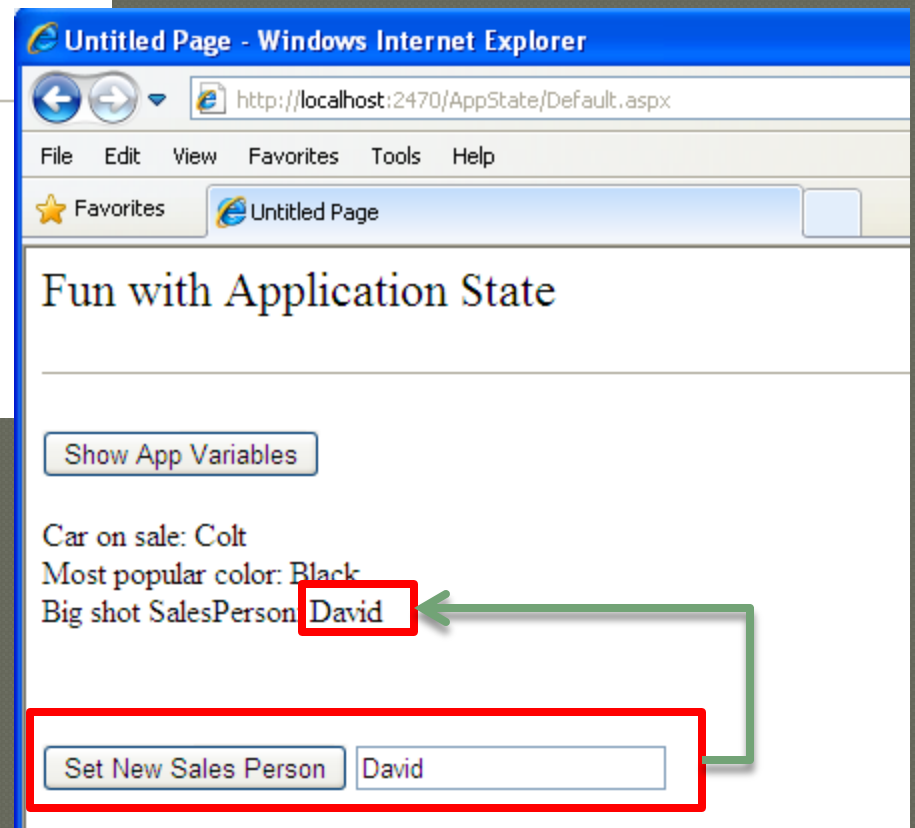 Untitled Page - Windows Internet Explorer
http://localhost:2470/AppState/Default.aspx
File Edit View Favorites Tools Help
Favorites Untitled Page
Fun with Application State
Show App Variables
Car on sale: Colt
Most popular color: Black
Big shot SalesPerson: David
Set New Sales Person David